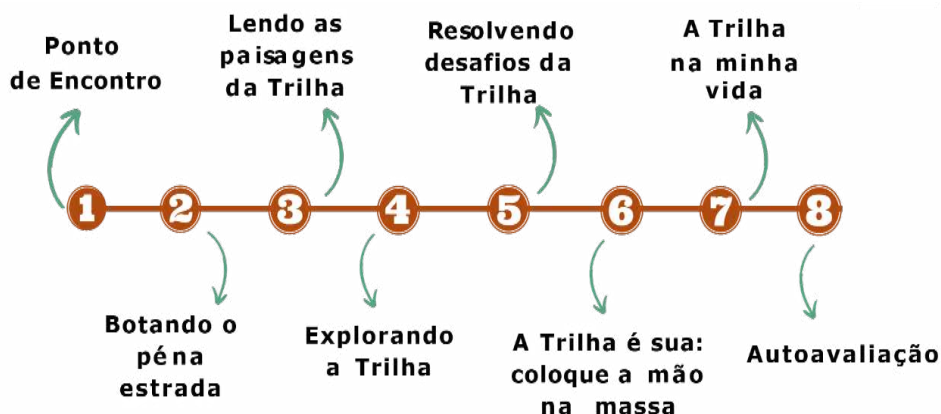 Ponto
de Encontro
Lendo as
paisagens
da Trilha
Resolvendo
desafios da
Trilha
A Trilha
na minha
vida
1
2
3
4
5
6
7
8
Botando o
pé na
estrada
Explorando
a Trilha
A Trilha é sua:
coloque a mão
na massa
Autoavaliação